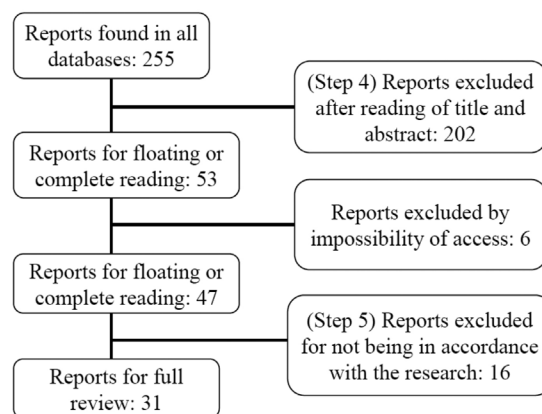 Reports found in all
databases: 255
(Step 4) Reports excluded
after reading of title and
abstract: 202
Reports for floating or
complete reading: 53
Reports excluded by
impossibility of access: 6
Reports for floating or
complete reading: 47
(Step 5) Reports excluded
for not being in accordance
with the research: 16
Reports for full
review: 31